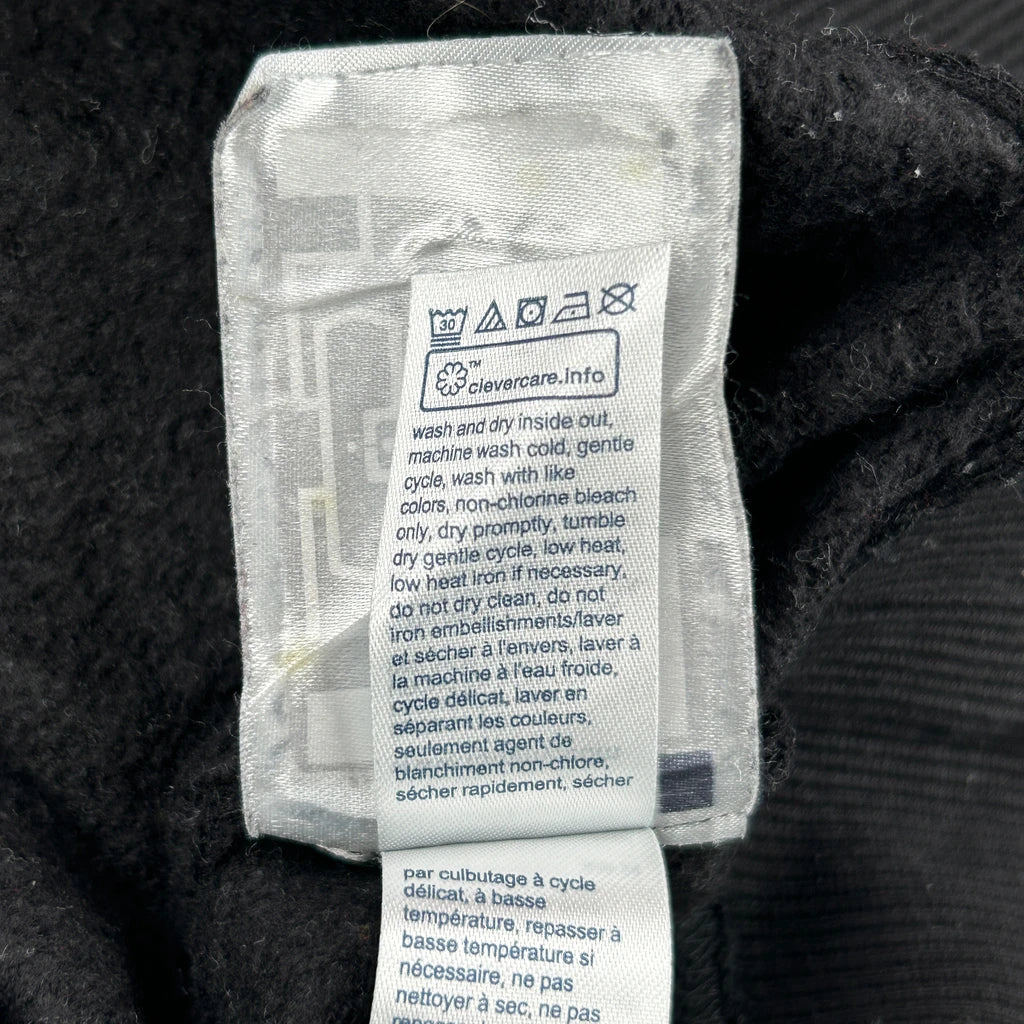 30
™
clevercare.info
wash and dry inside out,
machine wash cold, gentle
cycle, wash with like
colors, non-chlorine bleach
only, dry promptly, tumble
dry gentle cycle, low heat,
low heat iron if necessary,
do not dry clean, do not
iron embellishments/laver
et sécher à l'envers, laver à
la machine à l'eau froide,
cycle délicat, laver en
séparant les couleurs,
seulement agent de
blanchiment non-chlore,
sécher rapidement, sécher
par culbutage à cycle
délicat, à basse
température, repasser à
basse température si
nécessaire, ne pas
nettoyer à sec, ne pas